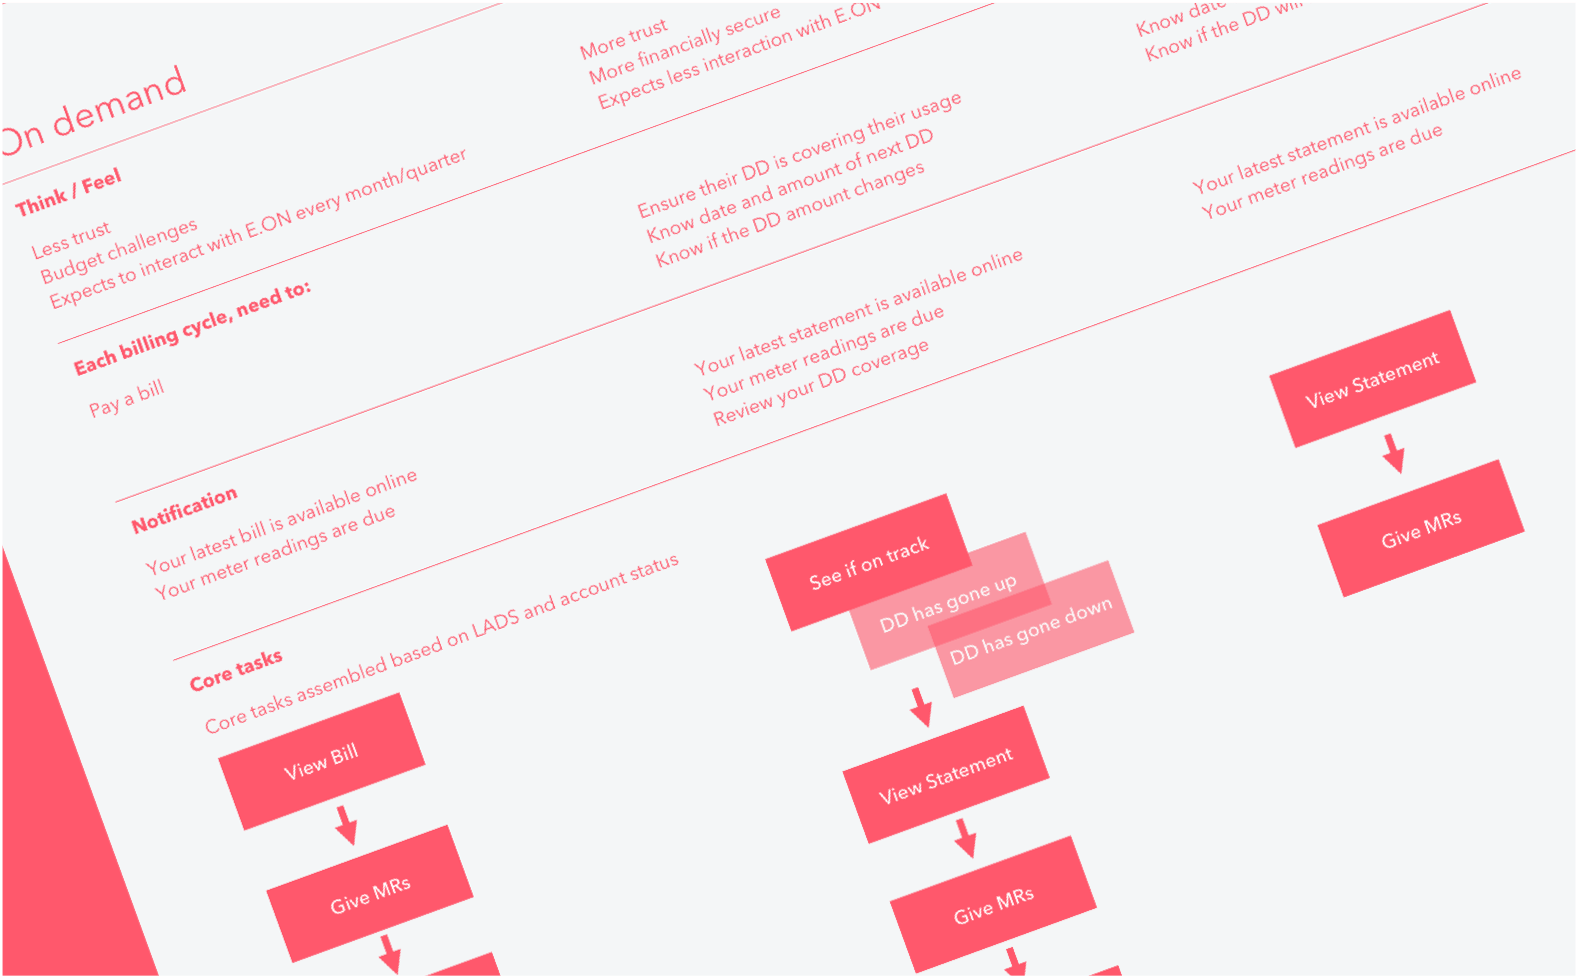 On demand
Think / Feel
Less trust
Budget challenges
Expects to interact with E.ON every month/quarter
More trust
More financially secure
Expects less interaction with E.ON
Each billing cycle, need to:
Pay a bill
Ensure their DD is covering their usage
Know date and amount of next DD
Know if the DD amount changes
Know date
Know if the DD will
Notification
Your latest bill is available online
Your meter readings are due
Your latest statement is available online
Your meter readings are due
Review your DD coverage
Your latest statement is available online
Your meter readings are due
Core tasks
Core tasks assembled based on LADS and account status
View Bill
Give MRs
See if on track
DD has gone up
DD has gone down
View Statement
Give MRs
View Statement
Give MRs